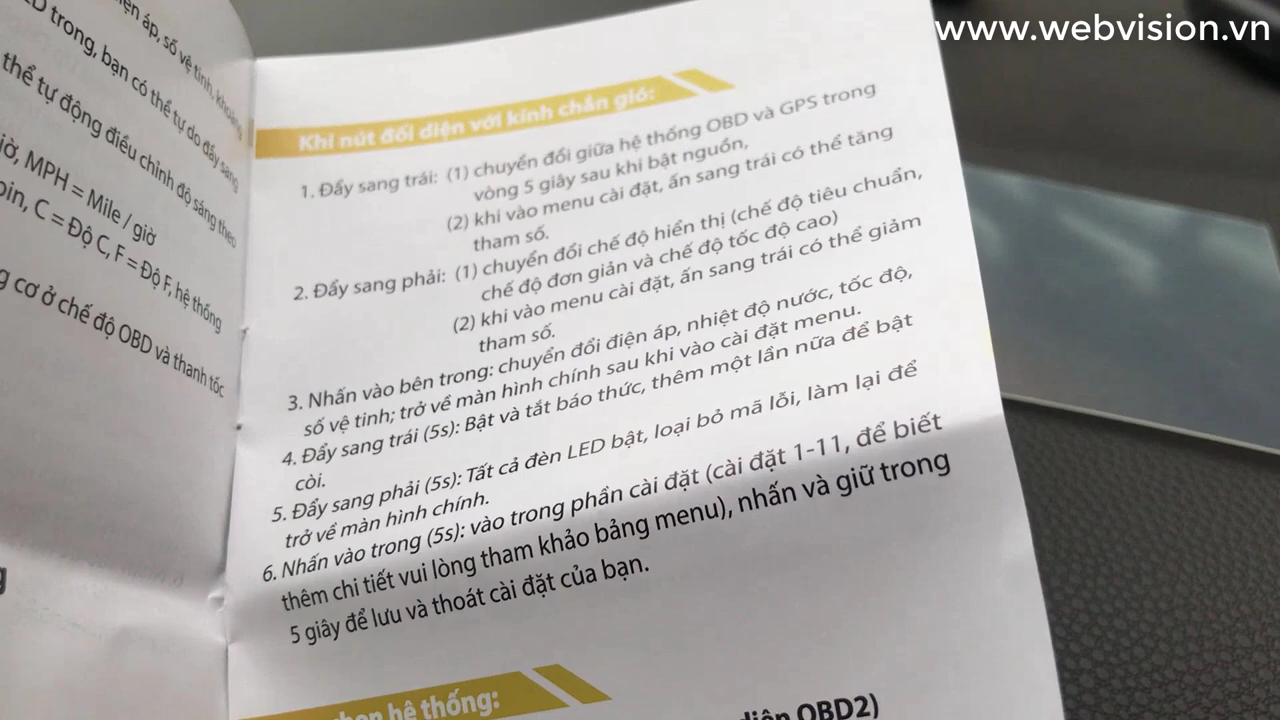 www.webvision.vn
điện áp, số vệ tinh, khoảng
trong, bạn có thể tự do đẩy sang
thể tự động điều chỉnh độ sáng theo
giờ, MPH = Mile / giờ
C = Độ C, F = Độ F, hệ thống
cơ ở chế độ OBD và thanh tốc
Khi nút đối diện với kính chắn gió:
1. Đẩy sang trái: (1) chuyển đổi giữa hệ thống OBD và GPS trong
vòng 5 giây sau khi bật nguồn,
(2) khi vào menu cài đặt, ấn sang trái có thể tăng
tham số.
2. Đẩy sang phải: (1) chuyển đổi chế độ hiển thị (chế độ tiêu chuẩn,
chế độ đơn giản và chế độ tốc độ cao)
(2) khi vào menu cài đặt, ấn sang trái có thể giảm
tham số.
3. Nhấn vào bên trong: chuyển đổi điện áp, nhiệt độ nước, tốc độ,
số vệ tinh; trở về màn hình chính sau khi vào cài đặt menu.
4. Đẩy sang trái (5s): Bật và tắt báo thức, thêm một lần nữa để bật
còi.
5. Đẩy sang phải (5s): Tất cả đèn LED bật, loại bỏ mã lỗi, làm lại để
trở về màn hình chính.
6. Nhấn vào trong (5s): vào trong phần cài đặt (cài đặt 1-11, để biết
thêm chi tiết vui lòng tham khảo bảng menu), nhấn và giữ trong
5 giây để lưu và thoát cài đặt của bạn.
hệ thống:
OBD2)